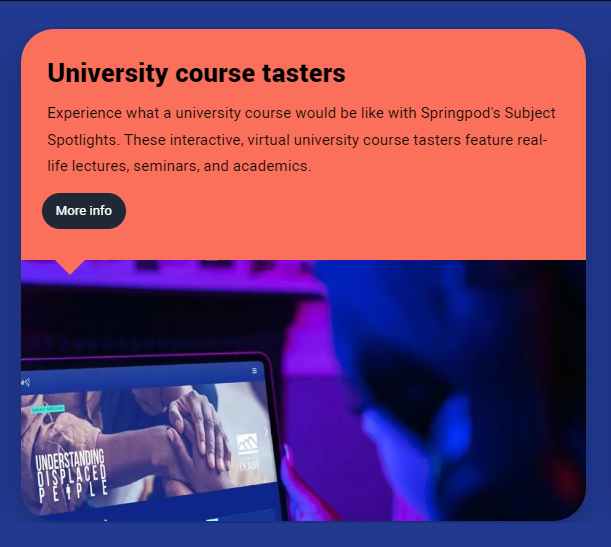 University course tasters
Experience what a university course would be like with Springpod's Subject
Spotlights. These interactive, virtual university course tasters feature real-
life lectures, seminars, and academics.
More info
UNDERSTANDING
DISPLACED
PEOPLE